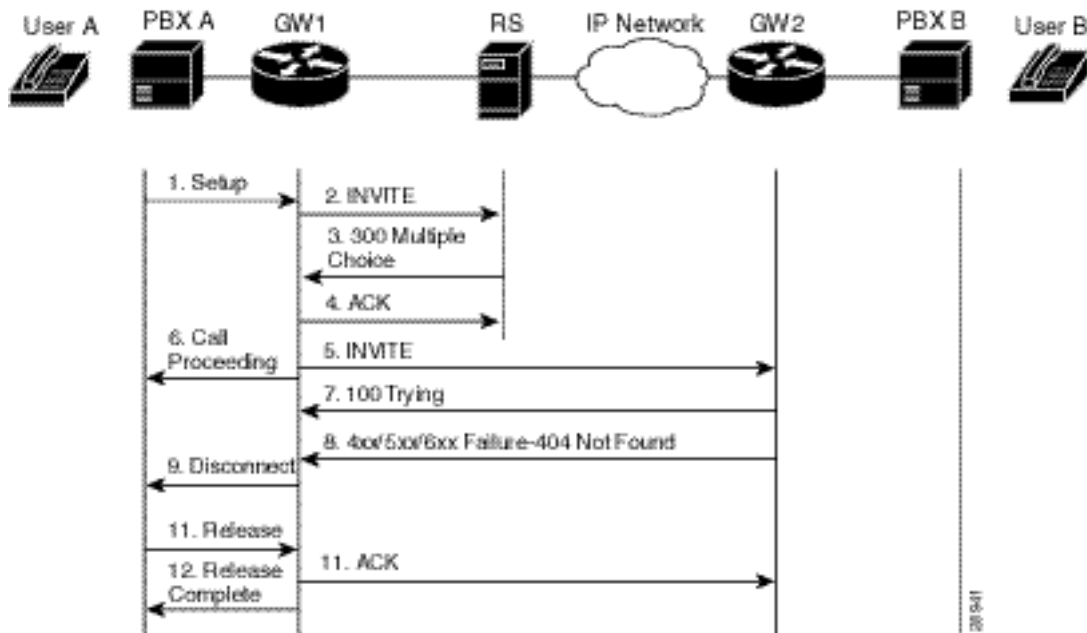 User A
PBX A
GW1
RS
IP Network
GW2
PBX B
User B
1. Setup
2. INVITE
3. 300 Multiple
Choice
4. ACK
6. Call
Proceeding
5. INVITE
7. 100 Trying
8. 4xx/5xx/6xx Failure-404 Not Found
9. Disconnect
11. Release
11. ACK
12. Release
Complete
28941